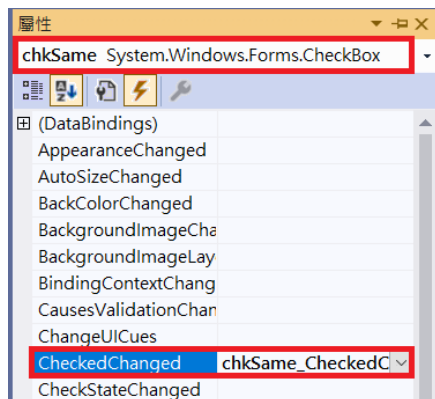 屬性
chkSame System.Windows.Forms.CheckBox
(DataBindings)
AppearanceChanged
AutoSizeChanged
BackColorChanged
BackgroundImageCha
BackgroundImageLay
BindingContextChang
CausesValidationChan
ChangeUICues
CheckedChanged chkSame_CheckedC
CheckStateChanged